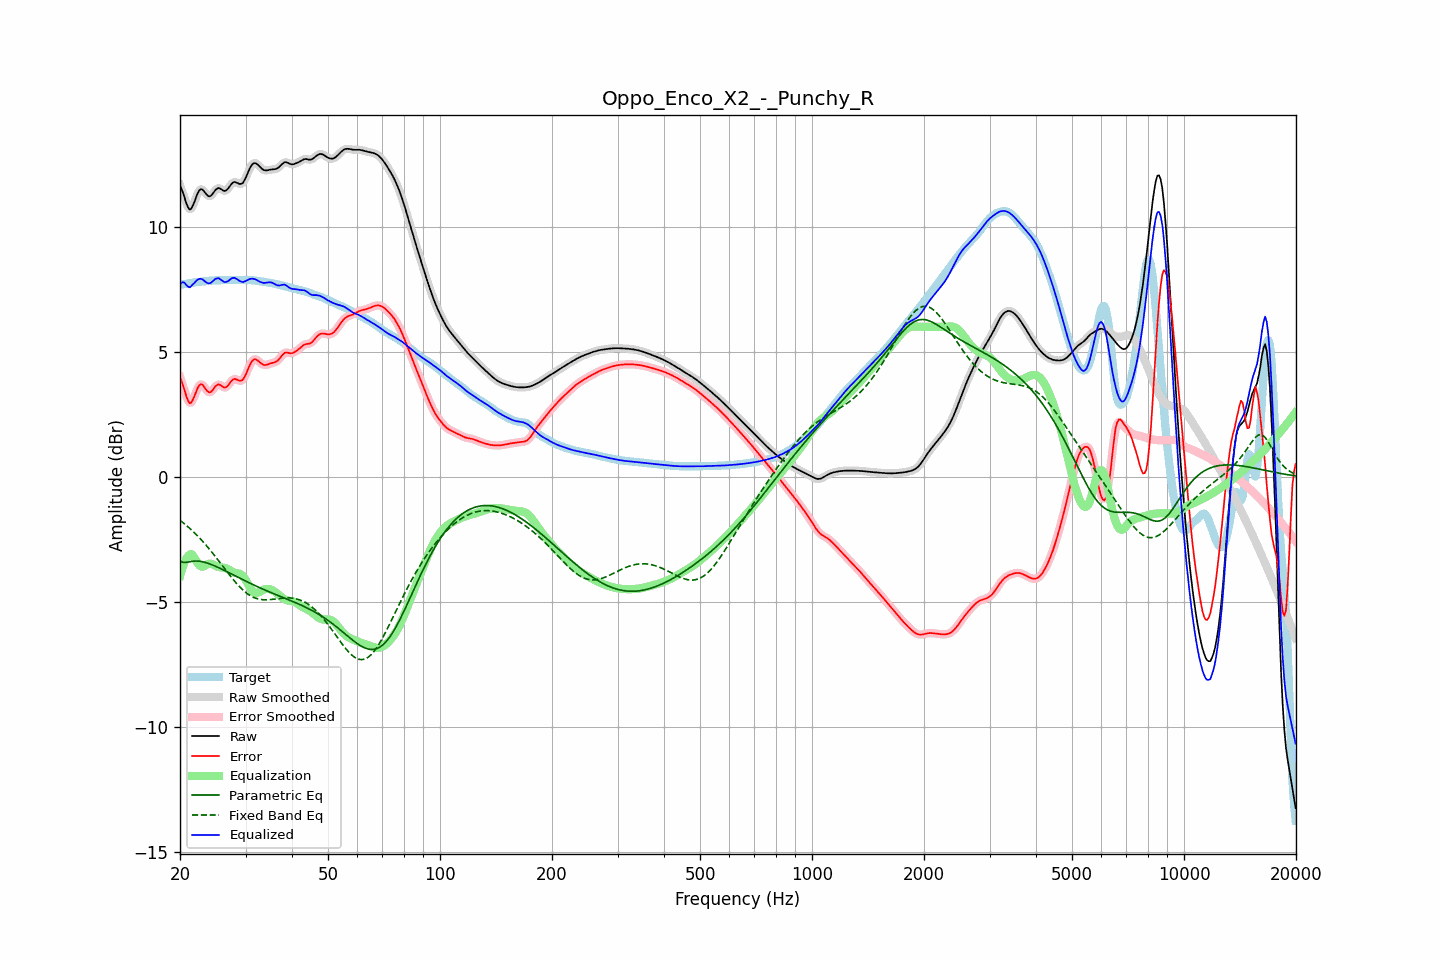 Oppo_Enco_X2_-_Punchy_R
Amplitude (dBr)
10
5
0
−5
−10
−15
Target
Raw Smoothed
Error Smoothed
Raw
Error
Equalization
Parametric Eq
Fixed Band Eq
Equalized
20 50 100 200 500 1000 2000 5000 10000 20000
Frequency (Hz)